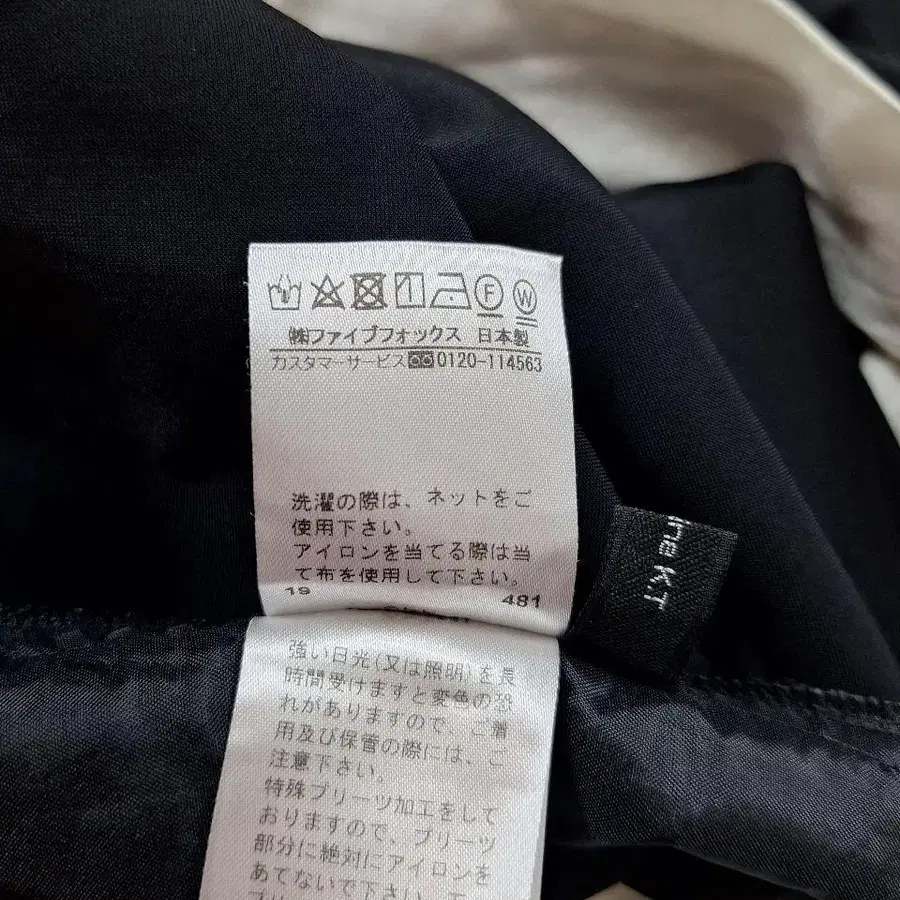 F W
㈱ファイブフォックス 日本製
カスタマーサービス 0120-114563
洗濯の際は、ネットをご
使用下さい。
アイロンを当てる際は当
て布を使用して下さい。
19 481
ine K.T
強い日光(又は照明)を長
時間受けますと変色の恐
れがありますので、ご着
用及び保管の際には、ご
注意下さい。
特殊プリーツ加工をして
おりますので、プリーツ
部分に絶対にアイロンを
あてないで下さい。